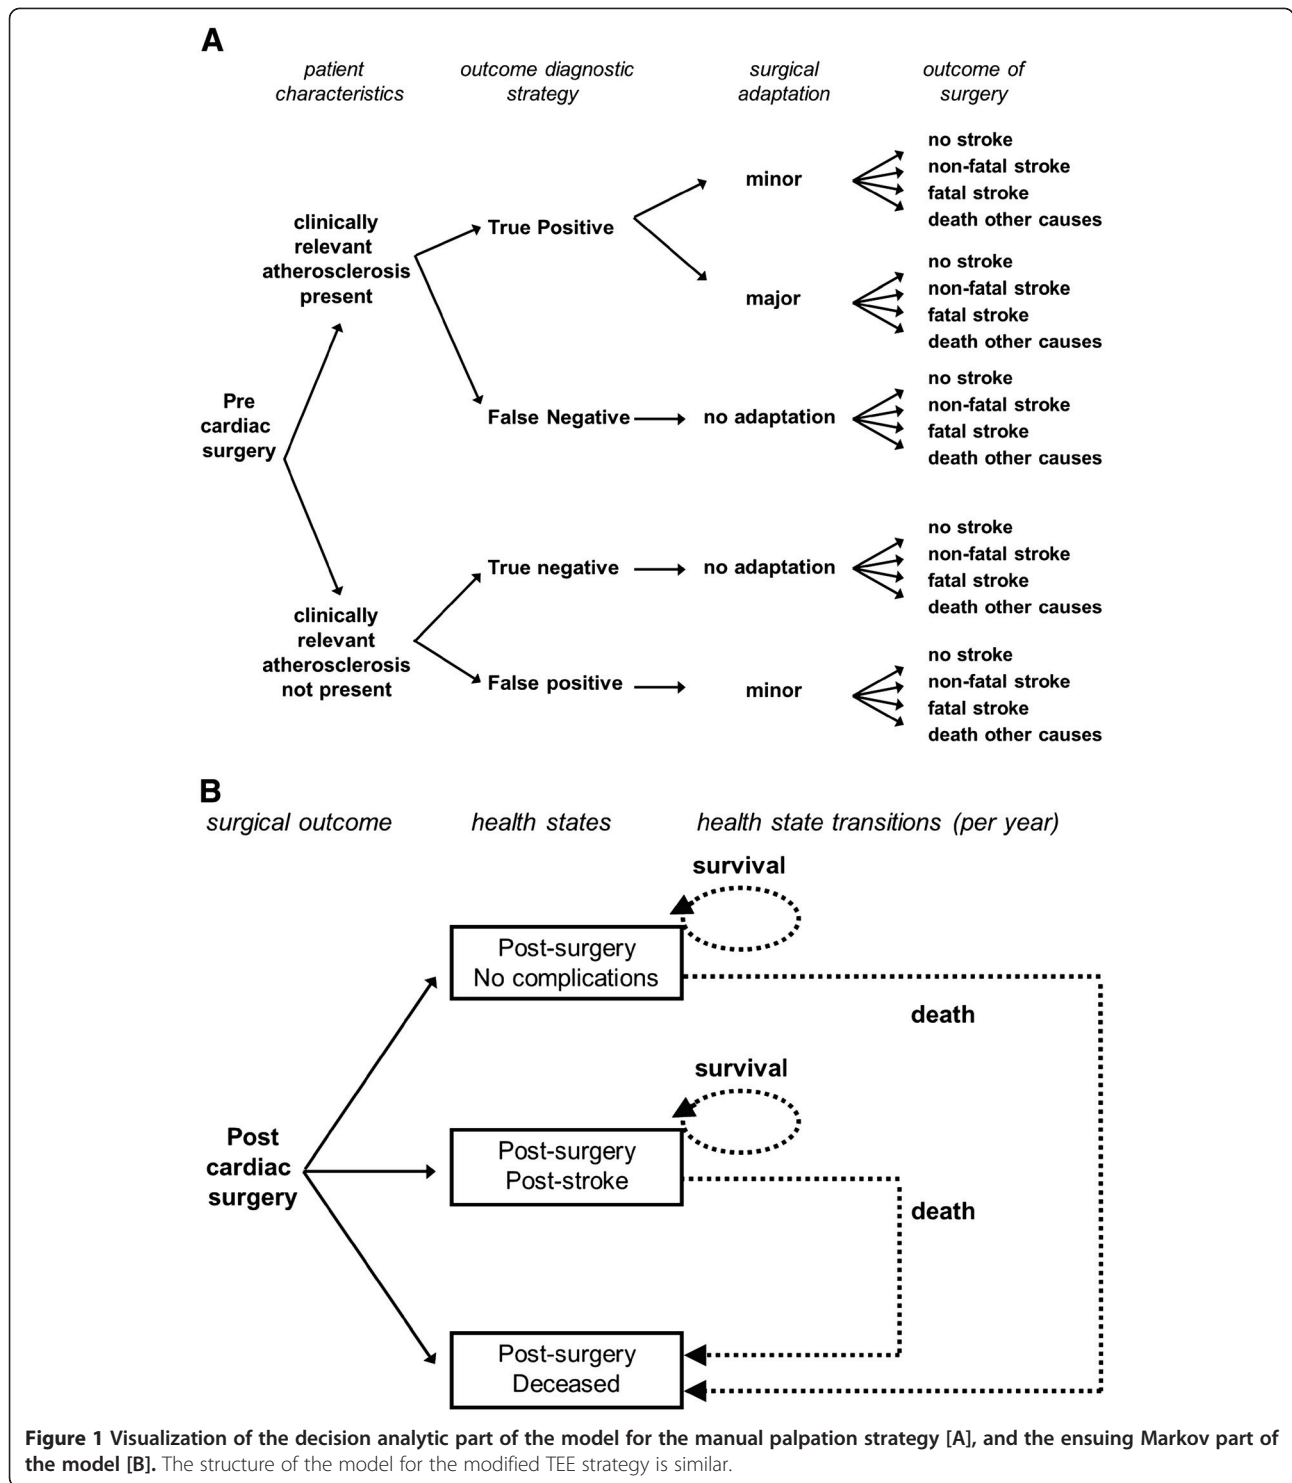 A
patient
characteristics
outcome diagnostic
strategy
surgical
adaptation
outcome of
surgery
Pre
cardiac
surgery
clinically
relevant
atherosclerosis
present
True Positive
minor
no stroke
non-fatal stroke
fatal stroke
death other causes
major
no stroke
non-fatal stroke
fatal stroke
death other causes
False Negative
no adaptation
no stroke
non-fatal stroke
fatal stroke
death other causes
clinically
relevant
atherosclerosis
not present
True negative
no adaptation
no stroke
non-fatal stroke
fatal stroke
death other causes
False positive
minor
no stroke
non-fatal stroke
fatal stroke
death other causes
B
surgical outcome
health states
health state transitions (per year)
survival
Post-surgery
No complications
death
survival
Post
cardiac
surgery
Post-surgery
Post-stroke
death
Post-surgery
Deceased
Figure 1 Visualization of the decision analytic part of the model for the manual palpation strategy [A], and the ensuing Markov part of
the model [B]. The structure of the model for the modified TEE strategy is similar.